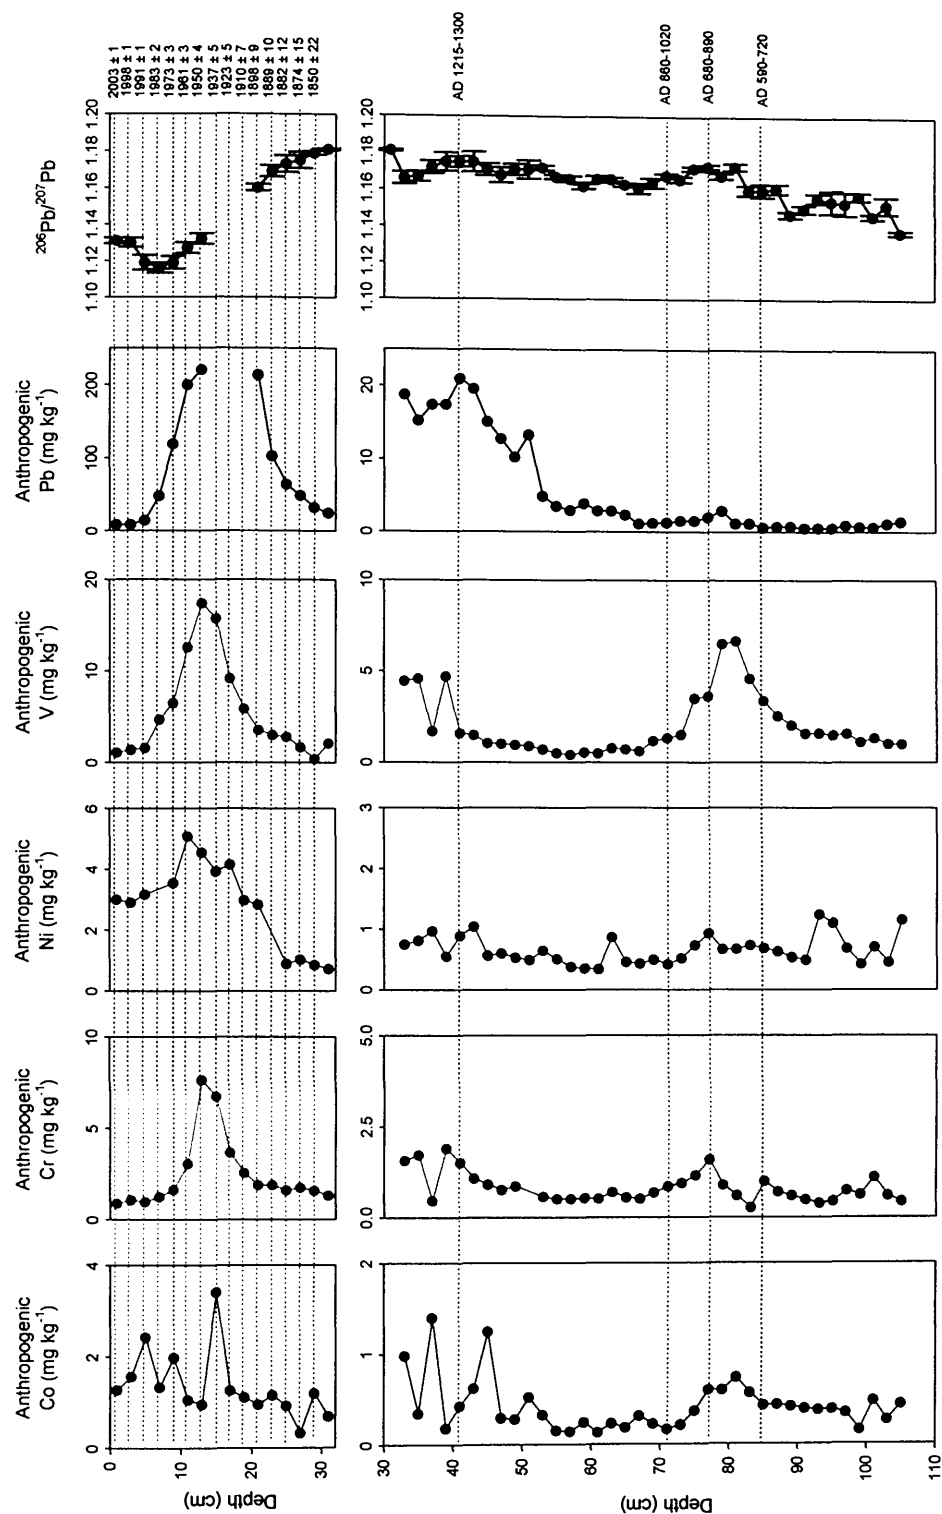 2003 ± 1
1998 ± 1
1991 ± 1
1983 ± 2
1973 ± 3
1961 ± 3
1950 ± 4
1937 ± 5
1923 ± 5
1910 ± 7
1898 ± 9
1889 ± 10
1882 ± 12
1874 ± 15
1850 ± 22
AD 1215-1300
AD 860-1020
AD 680-890
AD 590-720
206Pb/207Pb
1.10 1.12 1.14 1.16 1.18 1.20
1.10 1.12 1.14 1.16 1.18 1.20
Anthropogenic
Pb (mg kg-1)
0 100 200
0 10 20
Anthropogenic
V (mg kg-1)
0 10 20
0 5 10
Anthropogenic
Ni (mg kg-1)
0 2 4 6
0 1 2 3
Anthropogenic
Cr (mg kg-1)
0 5 10
0.0 2.5 5.0
Anthropogenic
Co (mg kg-1)
0 2 4
0 1 2
0 10 20 30
Depth (cm)
30 40 50 60 70 80 90 100 110
Depth (cm)